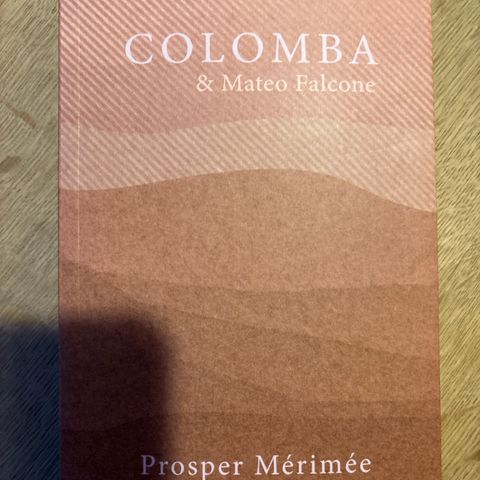 COLOMBA
& Mateo Falcone
Prosper Mérimée